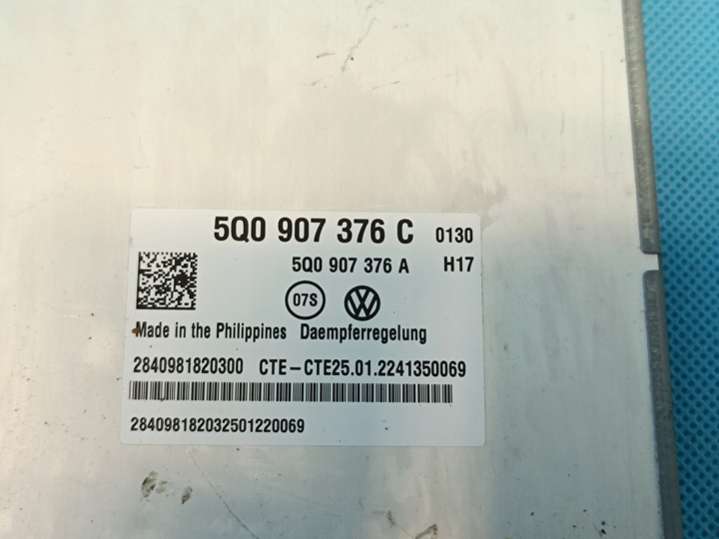 5Q0 907 376 C 0130
5Q0 907 376 A H17
07S
Made in the Philippines Daempferregelung
2840981820300 CTE-CTE25.01.2241350069
284098182032501220069